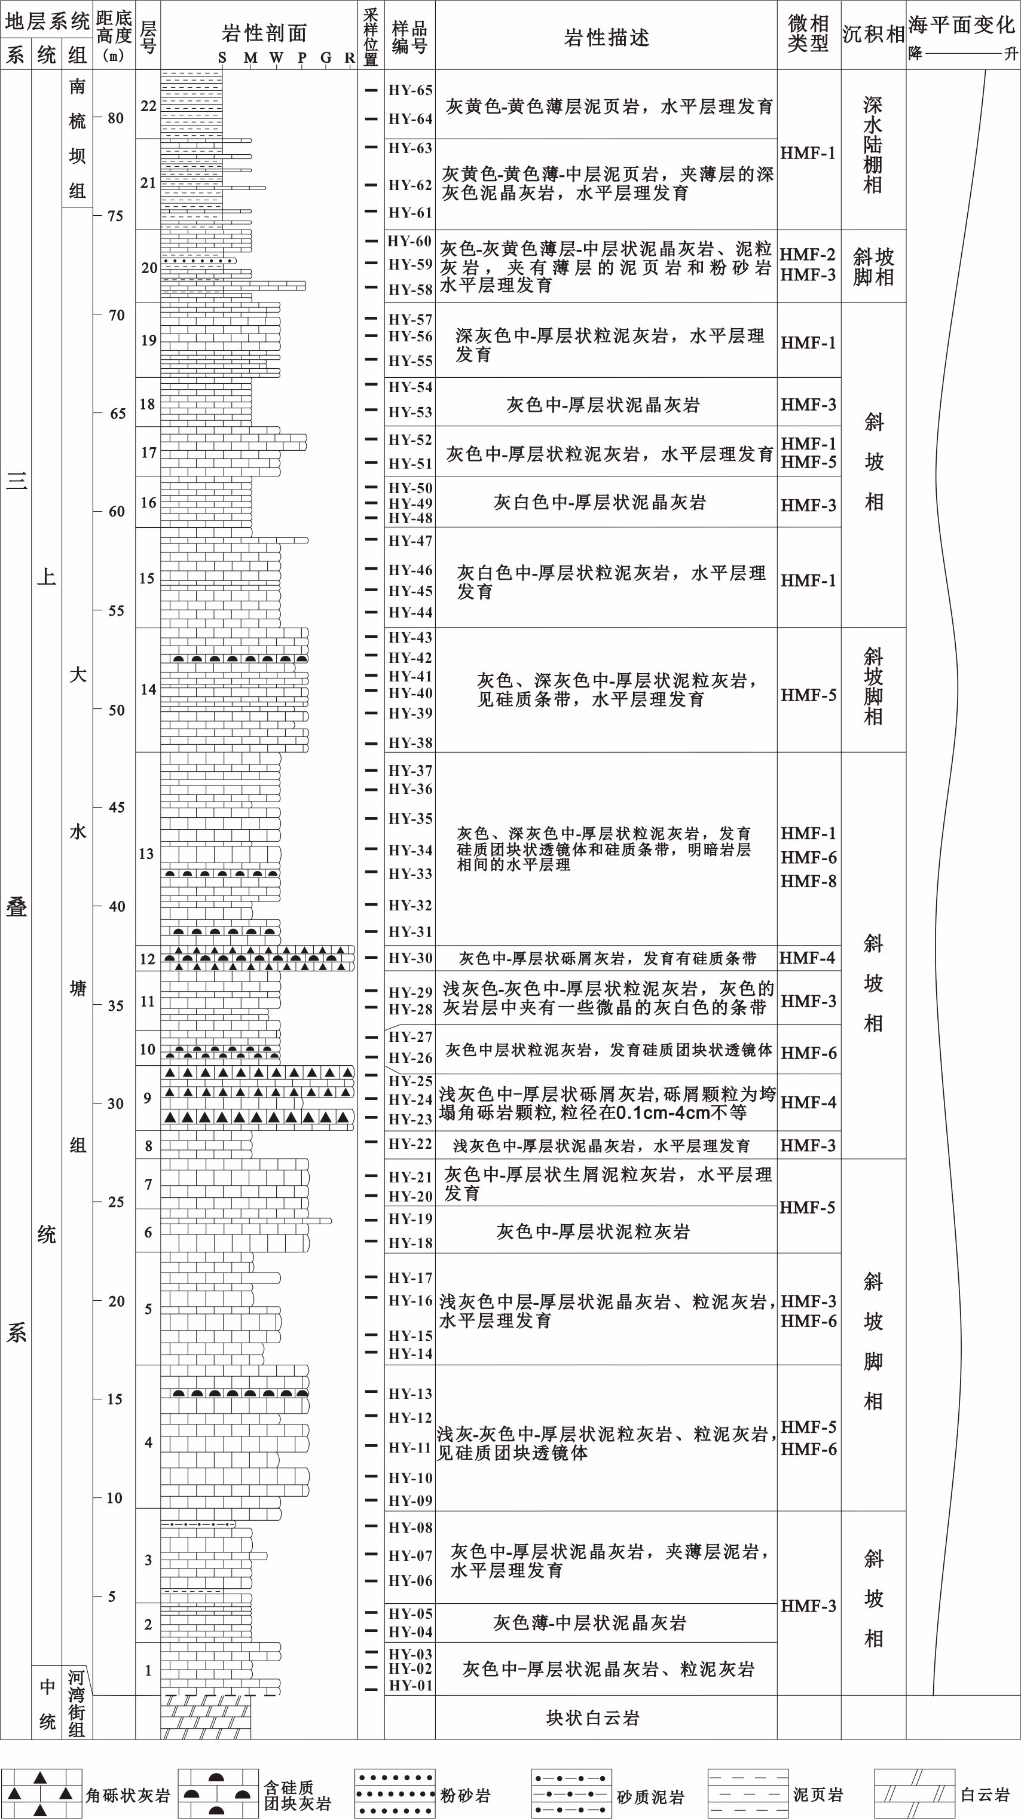 地层系统
系 统 组
距底高度(m)
层号
岩性剖面
S M W P G R
采样位置
样品编号
岩性描述
微相类型
沉积相
海平面变化
降 升
三叠系
上统
中统
南梳坝组
大水塘组
河湾街组
80
75
70
65
60
55
50
45
40
35
30
25
20
15
10
5
22
HY-65
HY-64
灰黄色-黄色薄层泥页岩，水平层理发育
21
HY-63
HY-62
HY-61
灰黄色-黄色薄-中层泥页岩，夹薄层的深
灰色泥晶灰岩，水平层理发育
HMF-1
深水陆棚相
20
HY-60
HY-59
HY-58
灰色-灰黄色薄层-中层状泥晶灰岩、泥粒
灰岩，夹有薄层的泥页岩和粉砂岩
水平层理发育
HMF-2
HMF-3
斜坡
脚相
19
HY-57
HY-56
HY-55
深灰色中-厚层状粒泥灰岩，水平层理
发育
HMF-1
18
HY-54
HY-53
灰色中-厚层状泥晶灰岩
HMF-3
17
HY-52
HY-51
灰色中-厚层状粒泥灰岩，水平层理发育
HMF-1
HMF-5
斜坡相
16
HY-50
HY-49
HY-48
灰白色中-厚层状泥晶灰岩
HMF-3
15
HY-47
HY-46
HY-45
HY-44
灰白色中-厚层状粒泥灰岩，水平层理
发育
HMF-1
14
HY-43
HY-42
HY-41
HY-40
HY-39
HY-38
灰色、深灰色中-厚层状泥粒灰岩，
见硅质条带，水平层理发育
HMF-5
斜坡脚相
13
HY-37
HY-36
HY-35
HY-34
HY-33
HY-32
HY-31
灰色、深灰色中-厚层状粒泥灰岩，发育
硅质团块状透镜体和硅质条带，明暗岩层
相间的水平层理
HMF-1
HMF-6
HMF-8
12
HY-30
灰色中-厚层状砾屑灰岩，发育有硅质条带
HMF-4
11
HY-29
HY-28
浅灰色-灰色中-厚层状粒泥灰岩，灰色的
灰岩层中夹有一些微晶的灰白色的条带
HMF-3
斜坡相
10
HY-27
HY-26
灰色中层状粒泥灰岩，发育硅质团块状透镜体
HMF-6
9
HY-25
HY-24
HY-23
浅灰色中-厚层状砾屑灰岩,砾屑颗粒为垮
塌角砾岩颗粒,粒径在0.1cm-4cm不等
HMF-4
8
HY-22
浅灰色中-厚层状泥晶灰岩，水平层理发育
HMF-3
7
HY-21
HY-20
灰色中-厚层状生屑泥粒灰岩，水平层理
发育
HMF-5
6
HY-19
HY-18
灰色中-厚层状泥粒灰岩
5
HY-17
HY-16
HY-15
HY-14
浅灰色中层-厚层状泥晶灰岩、粒泥灰岩，
水平层理发育
HMF-3
HMF-6
斜坡脚相
4
HY-13
HY-12
HY-11
HY-10
HY-09
浅灰-灰色中-厚层状泥粒灰岩、粒泥灰岩，
见硅质团块透镜体
HMF-5
HMF-6
3
HY-08
HY-07
HY-06
灰色中-厚层状泥晶灰岩，夹薄层泥岩，
水平层理发育
HMF-3
斜坡相
2
HY-05
HY-04
灰色薄-中层状泥晶灰岩
1
HY-03
HY-02
HY-01
灰色中-厚层状泥晶灰岩、粒泥灰岩
块状白云岩
角砾状灰岩
含硅质
团块灰岩
粉砂岩
砂质泥岩
泥页岩
白云岩